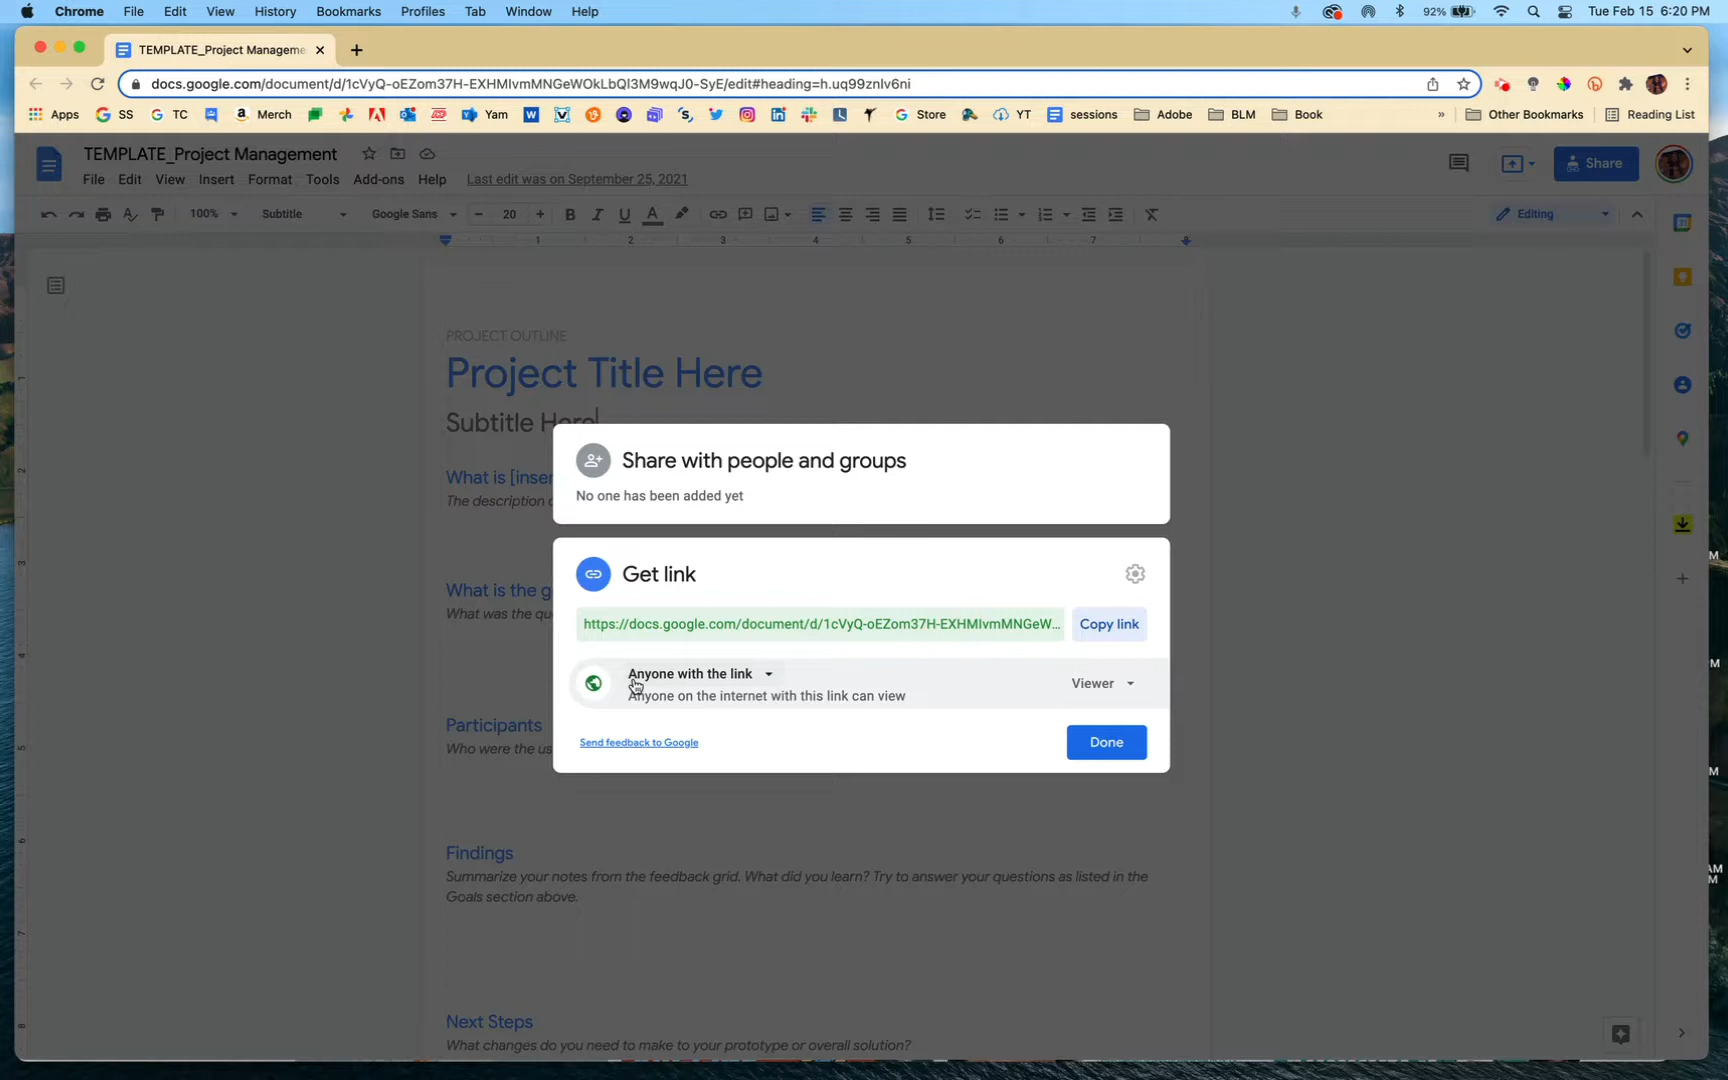 Chrome File Edit View History Bookmarks Profiles Tab Window Help 92% Tue Feb 15 6:20 PM
TEMPLATE_Project Manageme
docs.google.com/document/d/1cVyQ-oEZom37H-EXHMIvmMNGeWOkLbQl3M9wqJ0-SyE/edit#heading=h.uq99znlv6ni
Apps SS TC Merch Yam Store YT sessions Adobe BLM Book » Other Bookmarks Reading List
TEMPLATE_Project Management
Share
File Edit View Insert Format Tools Add-ons Help Last edit was on September 25, 2021
100% Subtitle Google Sans 20 B I U A Editing
1 2 3 4 5 6 7
PROJECT OUTLINE
Project Title Here
Subtitle Here
Share with people and groups
What is [inser
No one has been added yet
The description o
Get link
What is the g
What was the que
https://docs.google.com/document/d/1cVyQ-oEZom37H-EXHMIvmMNGeW... Copy link
Anyone with the link
Viewer
Anyone on the internet with this link can view
Participants
Who were the us
Send feedback to Google
Done
Findings
Summarize your notes from the feedback grid. What did you learn? Try to answer your questions as listed in the
Goals section above.
Next Steps
What changes do you need to make to your prototype or overall solution?